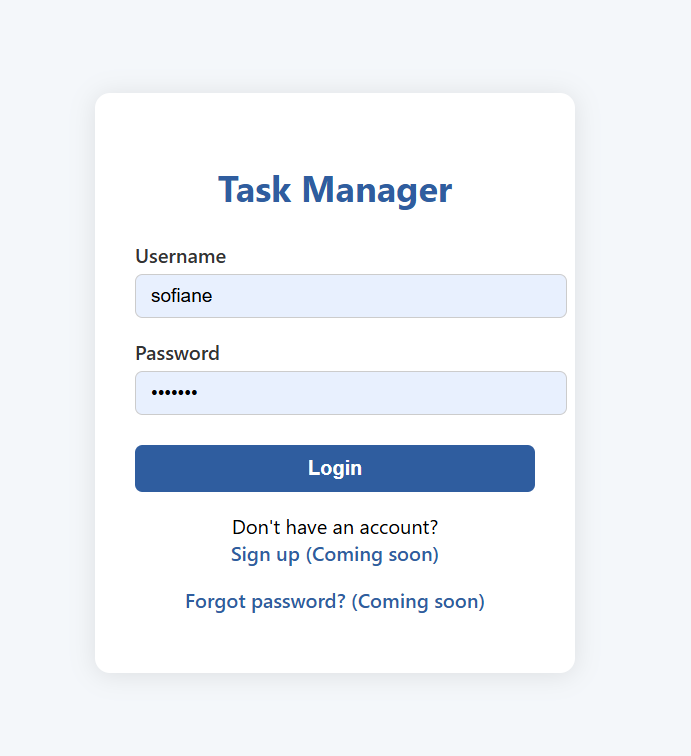 Task Manager
Username
sofiane
Password
•••••••
Login
Don't have an account?
Sign up (Coming soon)
Forgot password? (Coming soon)